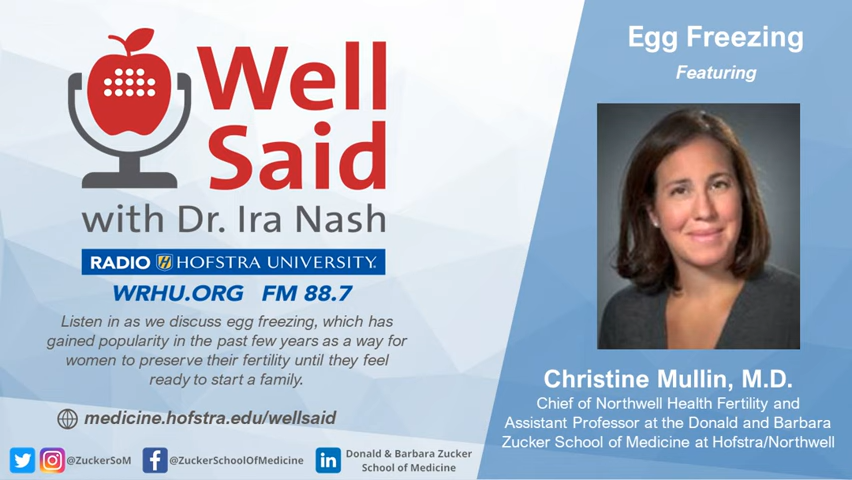 Well
Said
with Dr. Ira Nash
RADIO HOFSTRA UNIVERSITY.
WRHU.ORG FM 88.7
Listen in as we discuss egg freezing, which has
gained popularity in the past few years as a way for
women to preserve their fertility until they feel
ready to start a family.
medicine.hofstra.edu/wellsaid
@ZuckerSoM @ZuckerSchoolOfMedicine in Donald & Barbara Zucker
School of Medicine
Egg Freezing
Featuring
Christine Mullin, M.D.
Chief of Northwell Health Fertility and
Assistant Professor at the Donald and Barbara
Zucker School of Medicine at Hofstra/Northwell